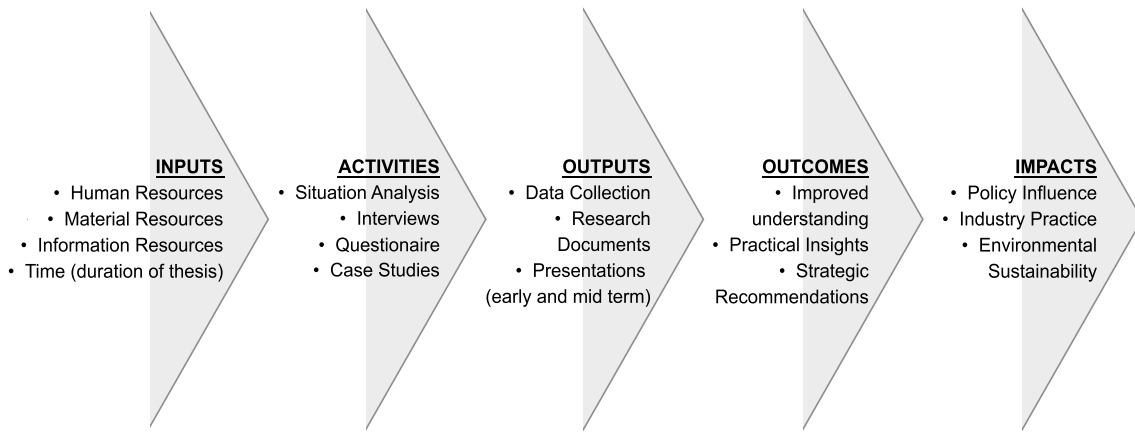 INPUTS
• Human Resources
• Material Resources
• Information Resources
• Time (duration of thesis)
ACTIVITIES
• Situation Analysis
• Interviews
• Questionaire
• Case Studies
OUTPUTS
• Data Collection
• Research
Documents
• Presentations
(early and mid term)
OUTCOMES
• Improved
understanding
• Practical Insights
• Strategic
Recommendations
IMPACTS
• Policy Influence
• Industry Practice
• Environmental
Sustainability